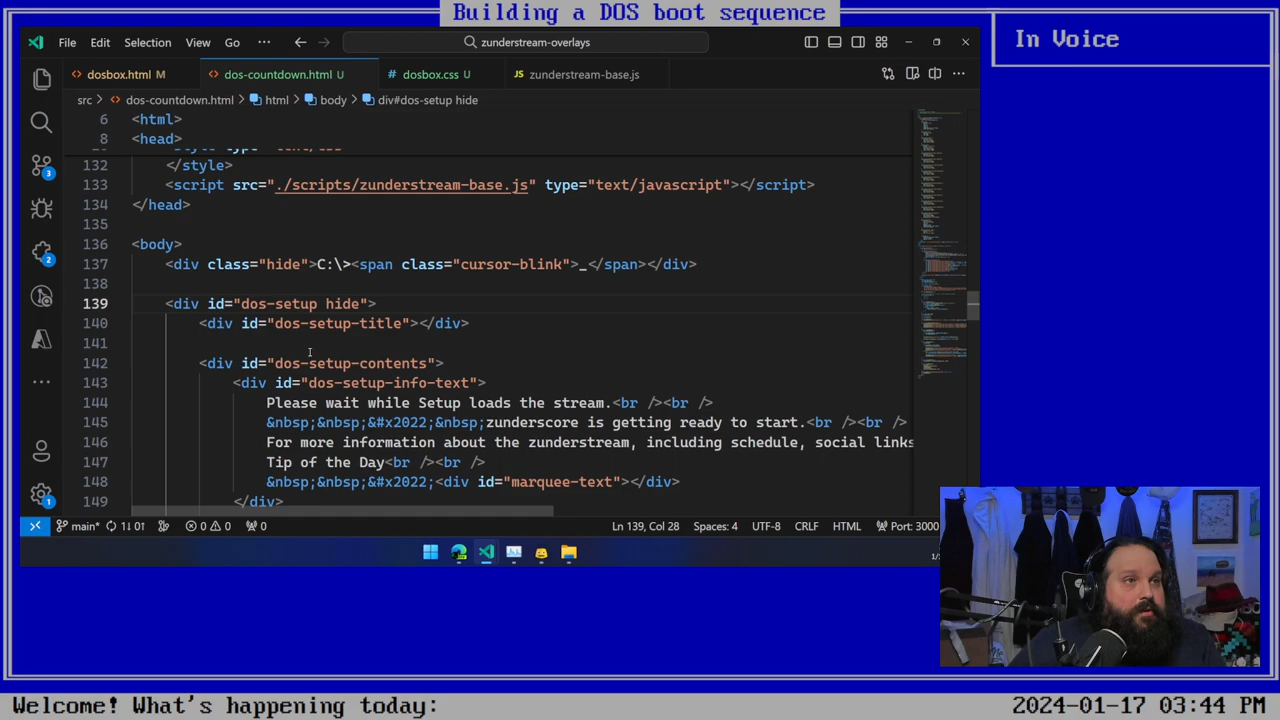 Building a DOS boot sequence
In Voice
File Edit Selection View Go ··· zunderstream-overlays
dosbox.html M dos-countdown.html U dosbox.css U JS zunderstream-base.js
src > dos-countdown.html > html > body > div#dos-setup hide
6 <html>
8 <head>
132 </style>
133 <script src="./scripts/zunderstream-base.js" type="text/javascript"></script>
134 </head>
135
136 <body>
137 <div class="hide">C:\><span class="cursor-blink">_</span></div>
138
139 <div id="dos-setup hide">
140 <div id="dos-setup-title"></div>
141
142 <div id="dos-setup-contents">
143 <div id="dos-setup-info-text">
144 Please wait while Setup loads the stream.<br /><br />
145 &nbsp;&nbsp;&#x2022;&nbsp;zunderscore is getting ready to start.<br /><br />
146 For more information about the zunderstream, including schedule, social links
147 Tip of the Day<br /><br />
148 &nbsp;&nbsp;&#x2022;<div id="marquee-text"></div>
149 </div>
3
2
1
main* 1↓ 0↑ 0 0 0 Ln 139, Col 28 Spaces: 4 UTF-8 CRLF HTML Port: 3000
1/
Welcome! What's happening today: 2024-01-17 03:44 PM